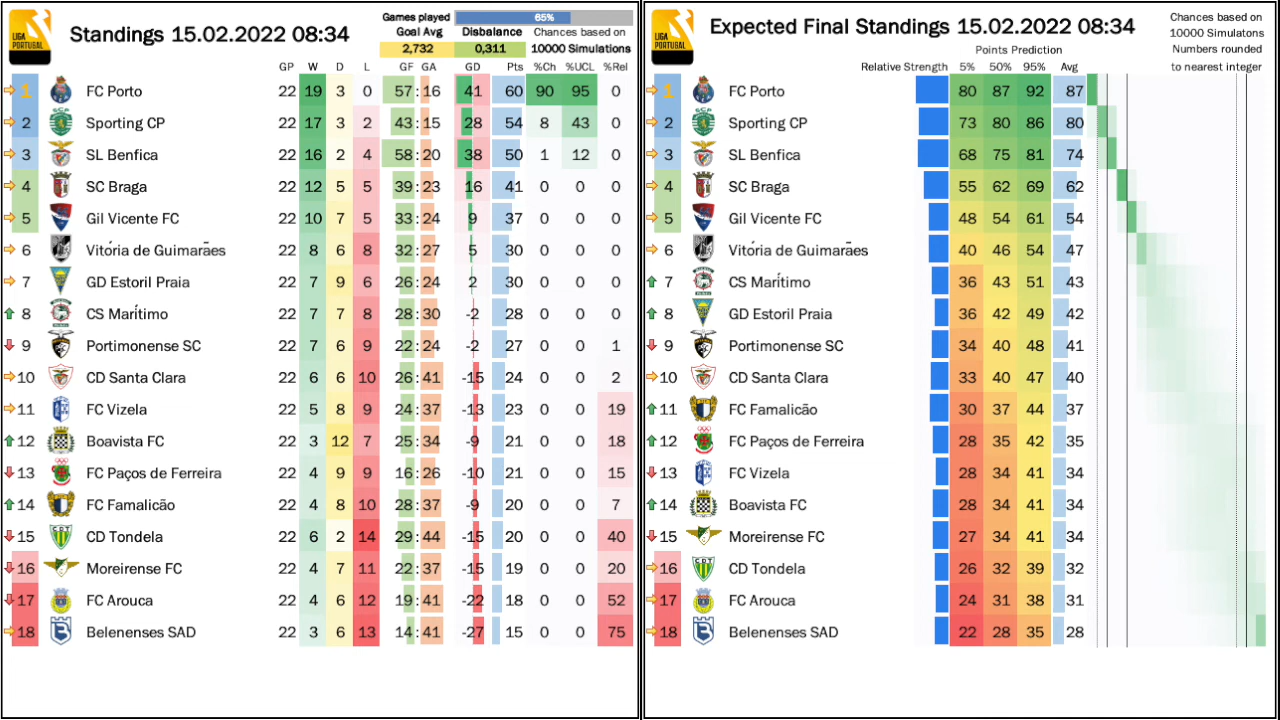 LIGA PORTUGAL
Standings 15.02.2022 08:34
Games played 65%
Goal Avg Disbalance Chances based on
2,732 0,311 10000 Simulations
GP W D L GF GA GD Pts %Ch %UCL %Rel
1 FC Porto 22 19 3 0 57:16 41 60 90 95 0
2 Sporting CP 22 17 3 2 43:15 28 54 8 43 0
3 SL Benfica 22 16 2 4 58:20 38 50 1 12 0
4 SC Braga 22 12 5 5 39:23 16 41 0 0 0
5 Gil Vicente FC 22 10 7 5 33:24 9 37 0 0 0
6 Vitória de Guimarães 22 8 6 8 32:27 5 30 0 0 0
7 GD Estoril Praia 22 7 9 6 26:24 2 30 0 0 0
8 CS Marítimo 22 7 7 8 28:30 -2 28 0 0 0
9 Portimonense SC 22 7 6 9 22:24 -2 27 0 0 1
10 CD Santa Clara 22 6 6 10 26:41 -15 24 0 0 2
11 FC Vizela 22 5 8 9 24:37 -13 23 0 0 19
12 Boavista FC 22 3 12 7 25:34 -9 21 0 0 18
13 FC Paços de Ferreira 22 4 9 9 16:26 -10 21 0 0 15
14 FC Famalicão 22 4 8 10 28:37 -9 20 0 0 7
15 CD Tondela 22 6 2 14 29:44 -15 20 0 0 40
16 Moreirense FC 22 4 7 11 22:37 -15 19 0 0 20
17 FC Arouca 22 4 6 12 19:41 -22 18 0 0 52
18 Belenenses SAD 22 3 6 13 14:41 -27 15 0 0 75
LIGA PORTUGAL
Expected Final Standings 15.02.2022 08:34
Chances based on
10000 Simulatons
Numbers rounded
to nearest integer
Points Prediction
Relative Strength 5% 50% 95% Avg
1 FC Porto 80 87 92 87
2 Sporting CP 73 80 86 80
3 SL Benfica 68 75 81 74
4 SC Braga 55 62 69 62
5 Gil Vicente FC 48 54 61 54
6 Vitória de Guimarães 40 46 54 47
7 CS Marítimo 36 43 51 43
8 GD Estoril Praia 36 42 49 42
9 Portimonense SC 34 40 48 41
10 CD Santa Clara 33 40 47 40
11 FC Famalicão 30 37 44 37
12 FC Paços de Ferreira 28 35 42 35
13 FC Vizela 28 34 41 34
14 Boavista FC 28 34 41 34
15 Moreirense FC 27 34 41 34
16 CD Tondela 26 32 39 32
17 FC Arouca 24 31 38 31
18 Belenenses SAD 22 28 35 28